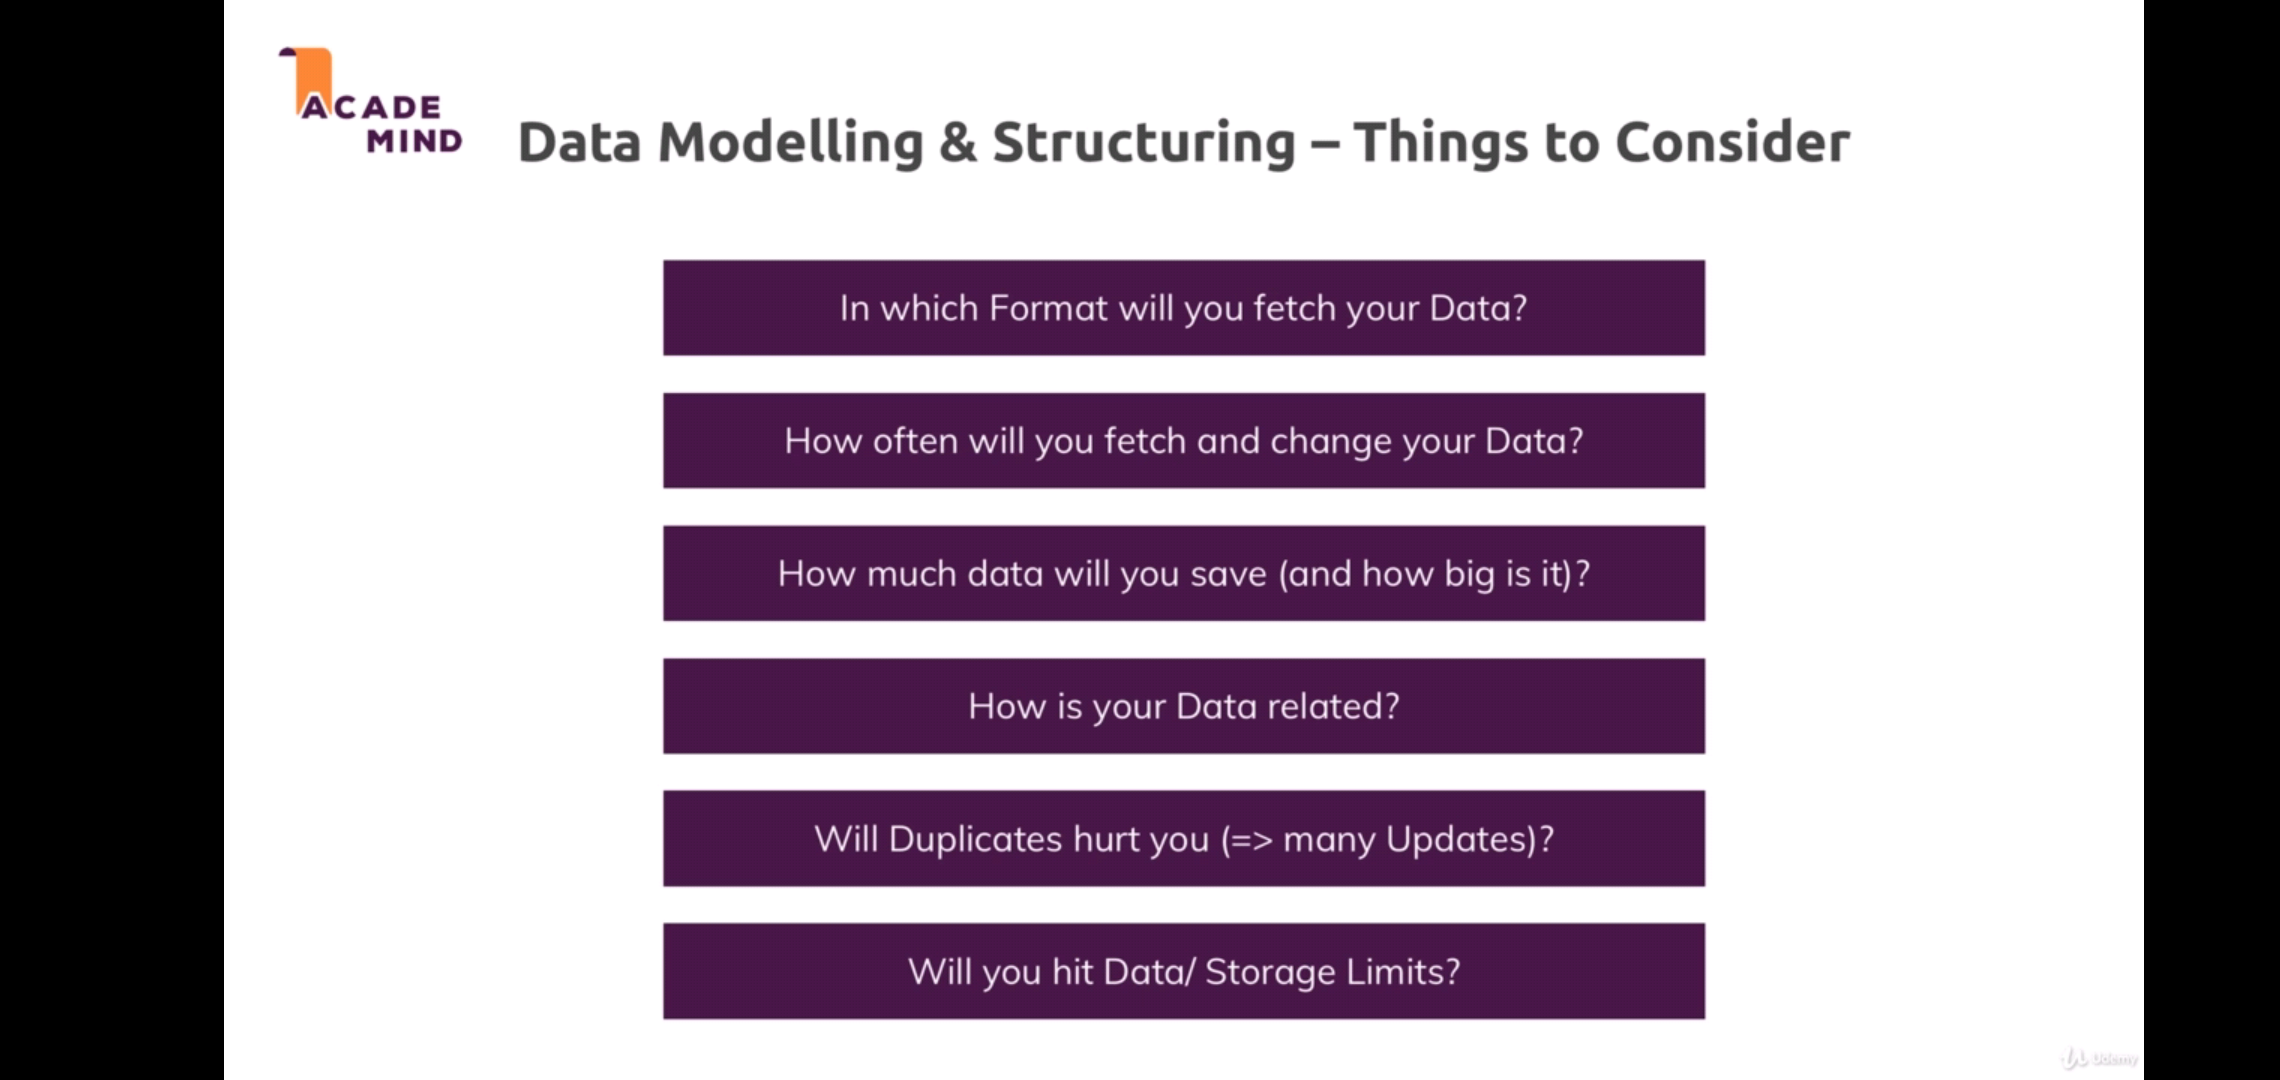 ACADE
MIND
Data Modelling & Structuring – Things to Consider
In which Format will you fetch your Data?
How often will you fetch and change your Data?
How much data will you save (and how big is it)?
How is your Data related?
Will Duplicates hurt you (=> many Updates)?
Will you hit Data/ Storage Limits?
Udemy